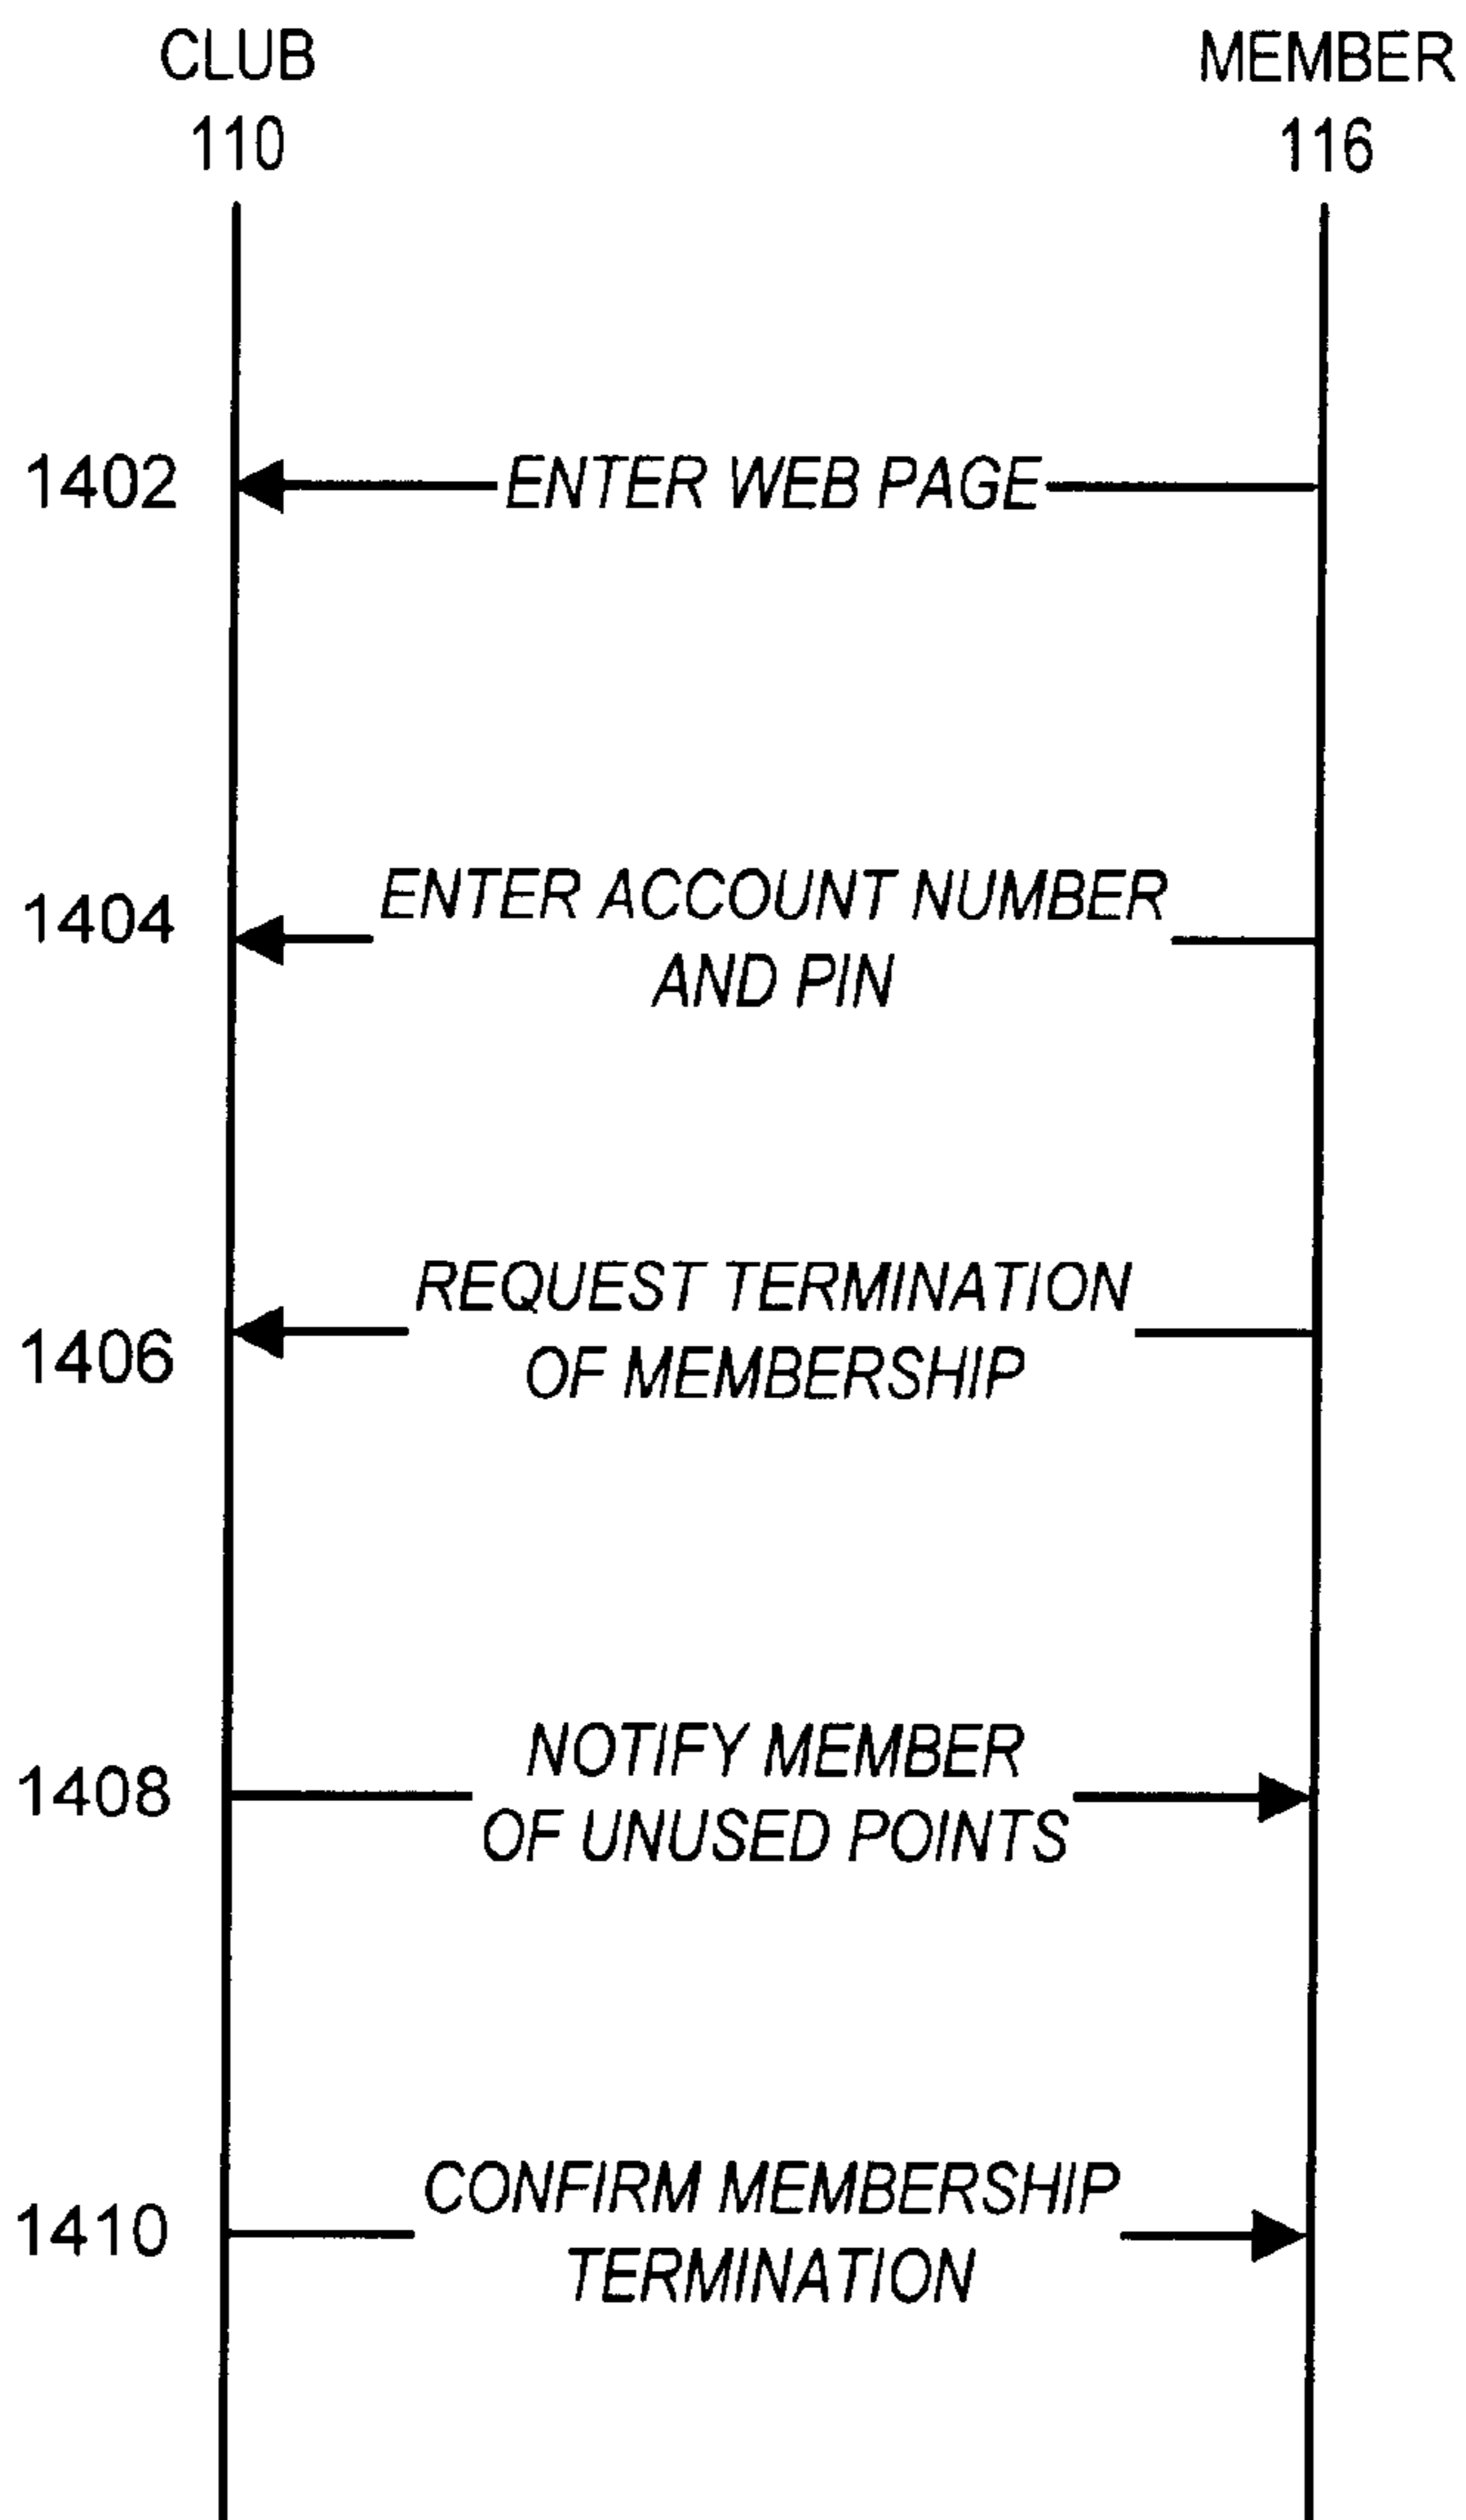 CLUB
110
MEMBER
116
1402
ENTER WEB PAGE
1404
ENTER ACCOUNT NUMBER
AND PIN
1406
REQUEST TERMINATION
OF MEMBERSHIP
1408
NOTIFY MEMBER
OF UNUSED POINTS
1410
CONFIRM MEMBERSHIP
TERMINATION